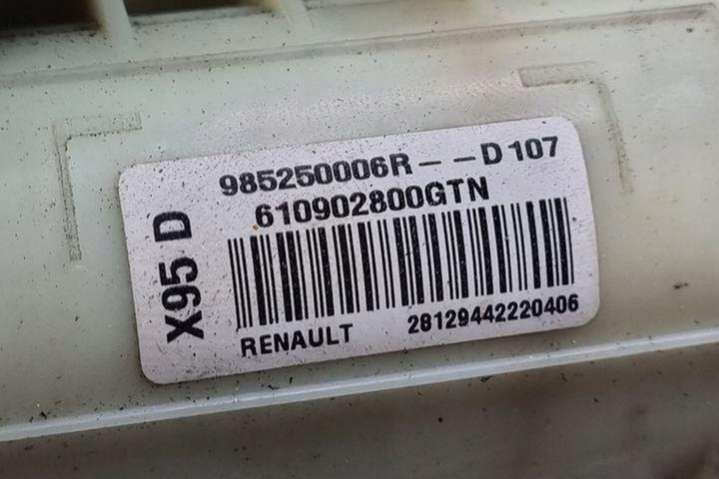 985250006R---D 107
610902800GTN
X95 D
RENAULT
28129442220406